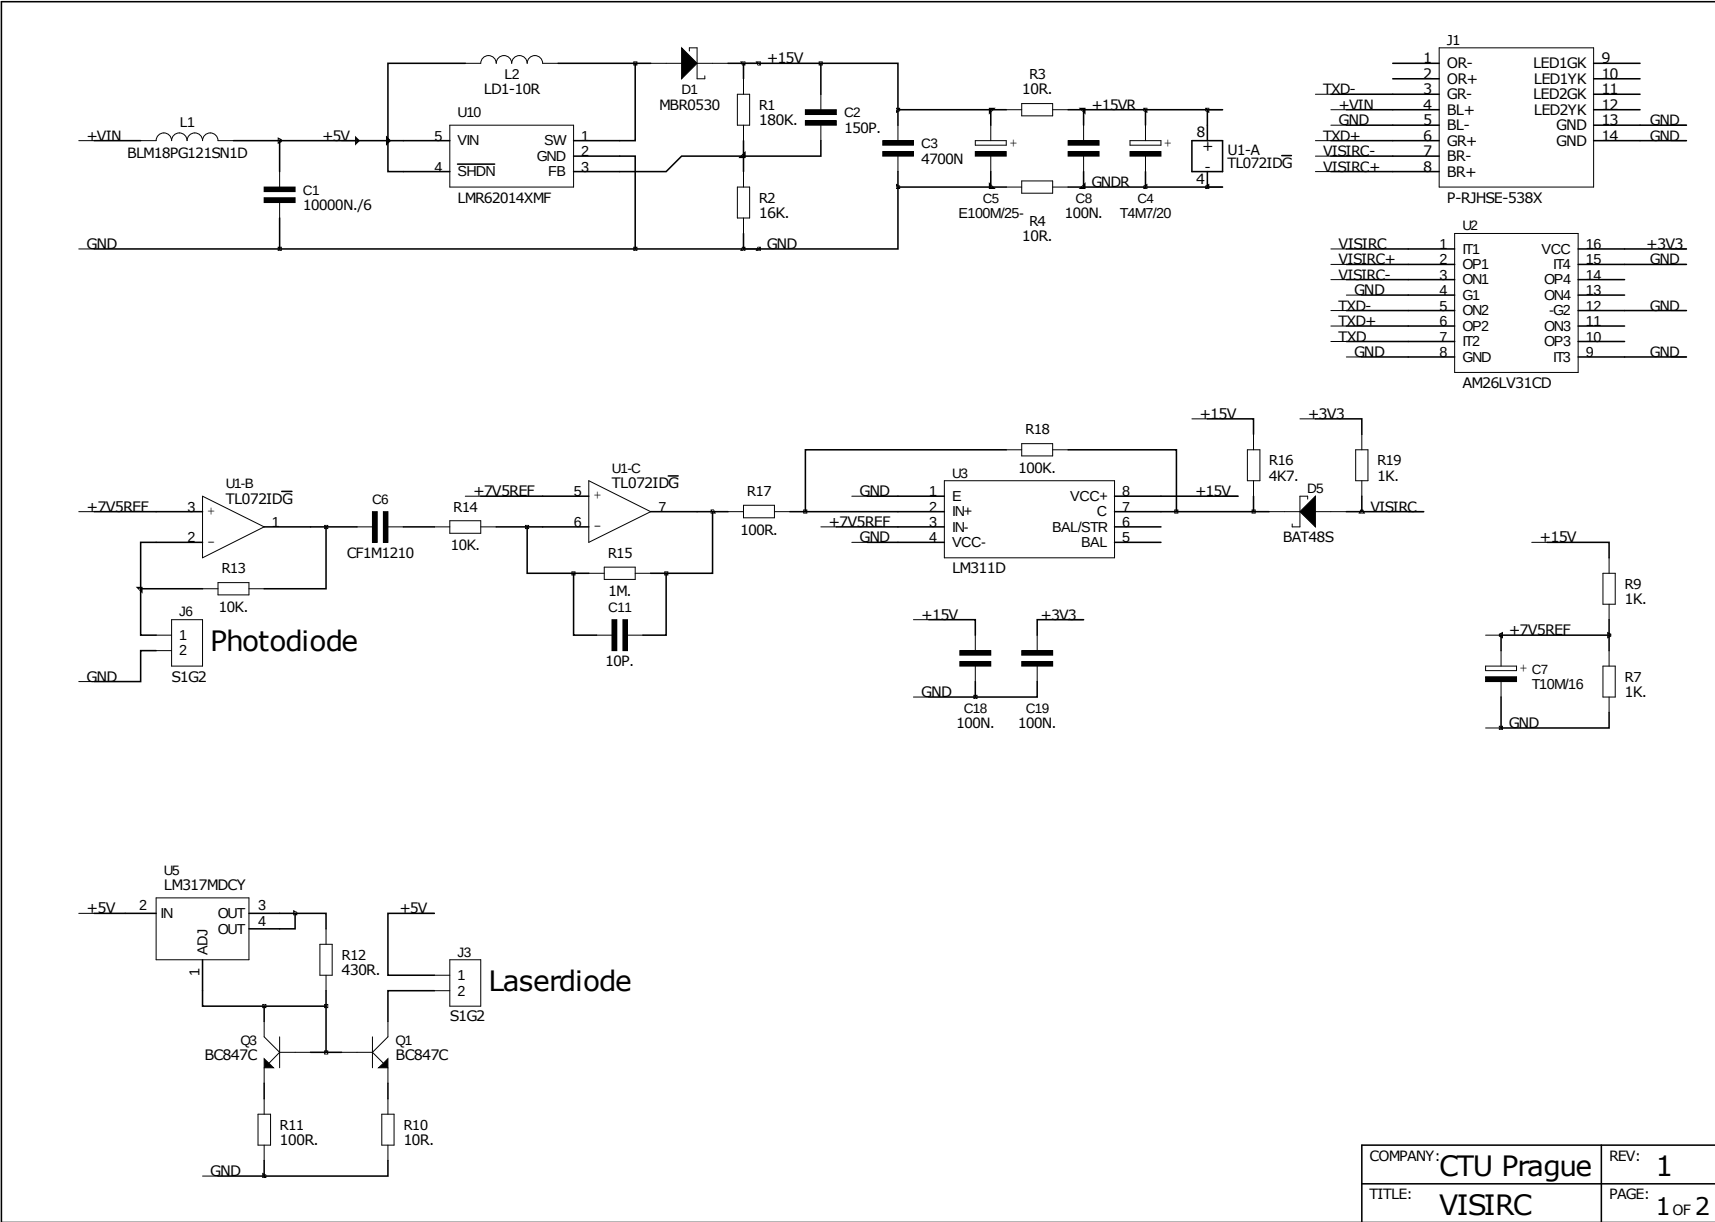 L2
LD1-10R
D1
MBR0530
+15V
R1
180K.
C2
150P.
U10
LMR62014XMF
5 VIN
4 SHDN
SW 1
GND 2
FB 3
+VIN
L1
BLM18PG121SN1D
+5V
C1
10000N./6
R2
16K.
GND
GND
C3
4700N
R3
10R.
+15VR
C5
E100M/25-
+
R4
10R.
GNDR
C8
100N.
C4
T4M7/20
+
8
+
-
4
U1-A
TL072IDG
J1
1 OR-
2 OR+
TXD- 3 GR-
+VIN 4 BL+
GND 5 BL-
TXD+ 6 GR+
VISIRC- 7 BR-
VISIRC+ 8 BR+
LED1GK 9
LED1YK 10
LED2GK 11
LED2YK 12
GND 13 GND
GND 14 GND
P-RJHSE-538X
U2
VISIRC 1 IT1
VISIRC+ 2 OP1
VISIRC- 3 ON1
GND 4 G1
TXD- 5 ON2
TXD+ 6 OP2
TXD 7 IT2
GND 8 GND
VCC 16 +3V3
IT4 15 GND
OP4 14
ON4 13
-G2 12 GND
ON3 11
OP3 10
IT3 9 GND
AM26LV31CD
U1-B
TL072IDG
+7V5REF 3 +
2 −
1
R13
10K.
J6
1
2
S1G2
Photodiode
GND
C6
CF1M1210
R14
10K.
+7V5REF
U1-C
TL072IDG
5 +
6 −
7
R15
1M.
C11
10P.
R17
100R.
R18
100K.
U3
GND 1 E
2 IN+
+7V5REF 3 IN-
GND 4 VCC-
VCC+ 8 +15V
C 7
BAL/STR 6
BAL 5
LM311D
+15V
R16
4K7.
+3V3
R19
1K.
D5
BAT48S
VISIRC
+15V
+3V3
GND
C18
100N.
C19
100N.
+15V
R9
1K.
+7V5REF
+ C7
T10M/16
R7
1K.
GND
U5
LM317MDCY
+5V 2 IN
OUT 3
OUT 4
ADJ
1
R12
430R.
+5V
J3
1
2
S1G2
Laserdiode
Q3
BC847C
Q1
BC847C
R11
100R.
R10
10R.
GND
COMPANY: CTU Prague
REV: 1
TITLE: VISIRC
PAGE: 1 OF 2